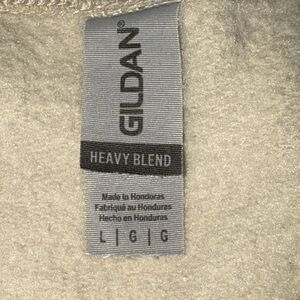 GILDAN®
HEAVY BLEND
Made in Honduras
Fabriqué au Honduras
Hecho en Honduras
L | G | G